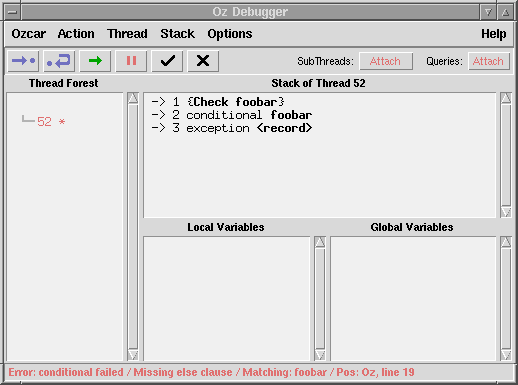 Oz Debugger
Ozcar Action Thread Stack Options Help
SubThreads: Attach Queries: Attach
Thread Forest
52 *
Stack of Thread 52
-> 1 {Check foobar}
-> 2 conditional foobar
-> 3 exception <record>
Local Variables
Global Variables
Error: conditional failed / Missing else clause / Matching: foobar / Pos: Oz, line 19